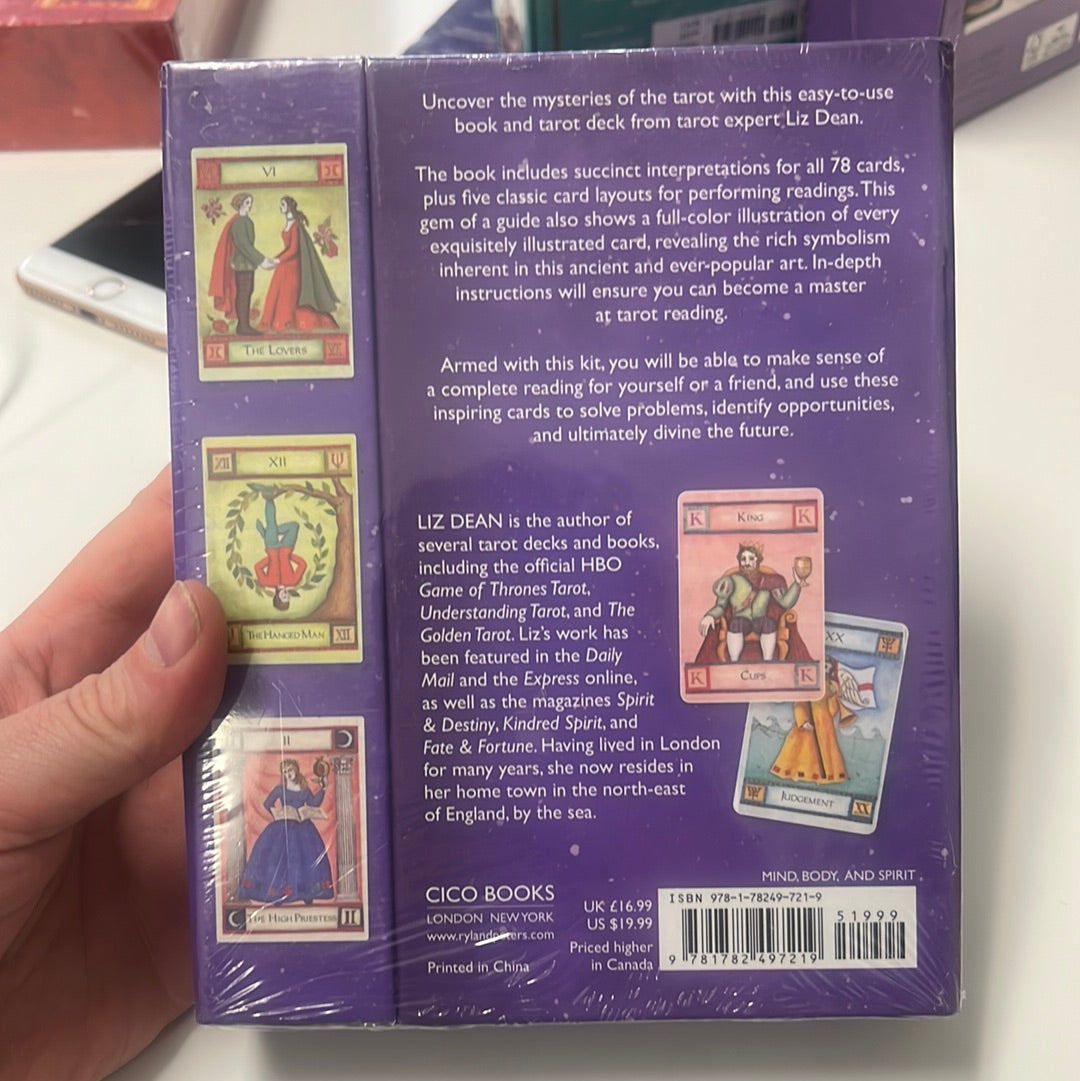 Uncover the mysteries of the tarot with this easy-to-use
book and tarot deck from tarot expert Liz Dean.
The book includes succinct interpretations for all 78 cards,
plus five classic card layouts for performing readings. This
gem of a guide also shows a full-color illustration of every
exquisitely illustrated card, revealing the rich symbolism
inherent in this ancient and ever-popular art. In-depth
instructions will ensure you can become a master
at tarot reading.
Armed with this kit, you will be able to make sense of
a complete reading for yourself or a friend, and use these
inspiring cards to solve problems, identify opportunities,
and ultimately divine the future.
LIZ DEAN is the author of
several tarot decks and books,
including the official HBO
Game of Thrones Tarot,
Understanding Tarot, and The
Golden Tarot. Liz's work has
been featured in the Daily
Mail and the Express online,
as well as the magazines Spirit
& Destiny, Kindred Spirit, and
Fate & Fortune. Having lived in London
for many years, she now resides in
her home town in the north-east
of England, by the sea.
CICO BOOKS
LONDON NEW YORK
www.rylandpeters.com
Printed in China
UK £16.99
US $19.99
Priced higher
in Canada
MIND, BODY, AND SPIRIT
ISBN 978-1-78249-721-9
51999
9 781782 497219
VI
THE LOVERS
VI
XII
XII
THE HANGED MAN
XII
II
THE HIGH PRIESTESS
II
K
KING
K
K
CUPS
K
XX
JUDGEMENT
XX